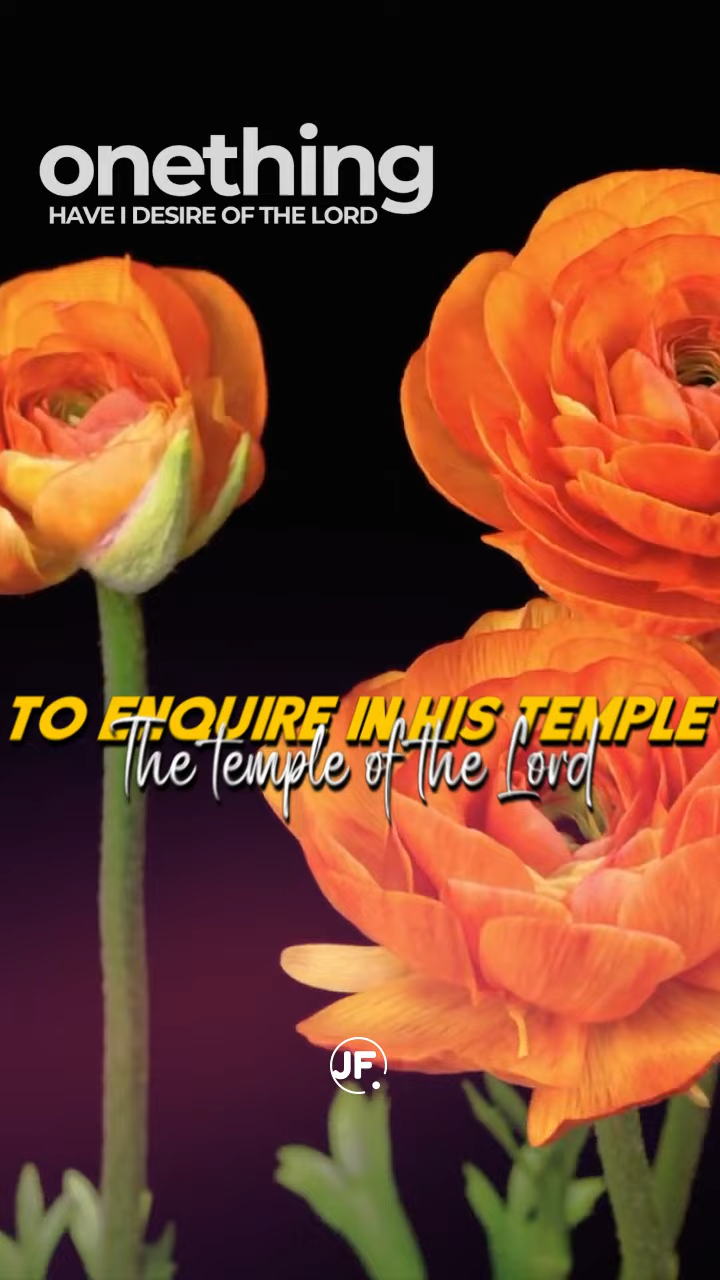 onething
HAVE I DESIRE OF THE LORD
TO ENQUIRE IN HIS TEMPLE
The temple of the Lord
JF.